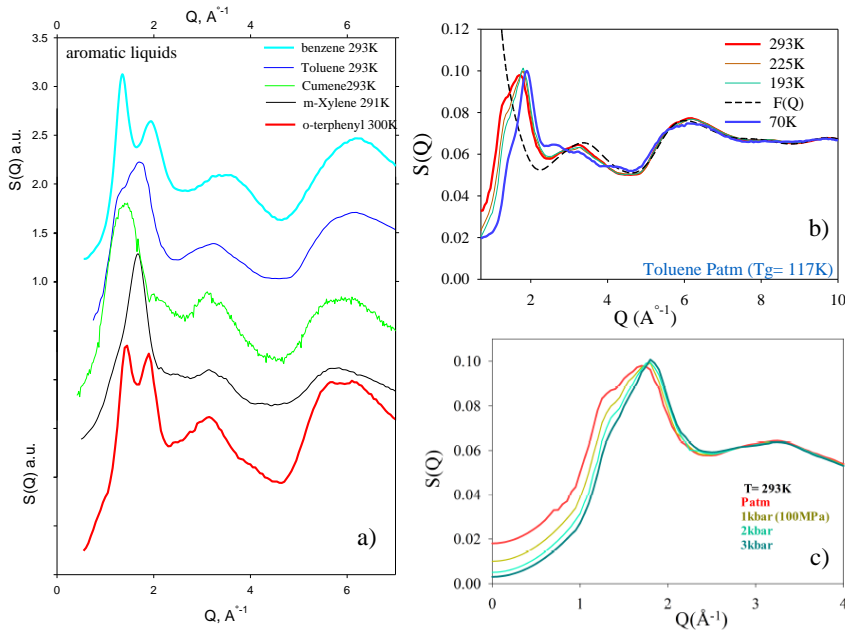 Q, A°-1
0 2 4 6
aromatic liquids
benzene 293K
Toluene 293K
Cumene293K
m-Xylene 291K
o-terphenyl 300K
3.5
3.0
2.5
2.0
1.5
1.0
S(Q) a.u.
S(Q) a.u.
a)
0 2 4 6
Q, A°-1
293K
225K
193K
F(Q)
70K
0.12
0.10
0.08
0.06
0.04
0.02
0.00
S(Q)
b)
Toluene Patm (Tg= 117K)
2 4 6 8 10
Q (A°-1)
0.10
0.08
0.06
0.04
0.02
0.00
S(Q)
T= 293K
Patm
1kbar (100MPa)
2kbar
3kbar
c)
0 1 2 3 4
Q(Å-1)